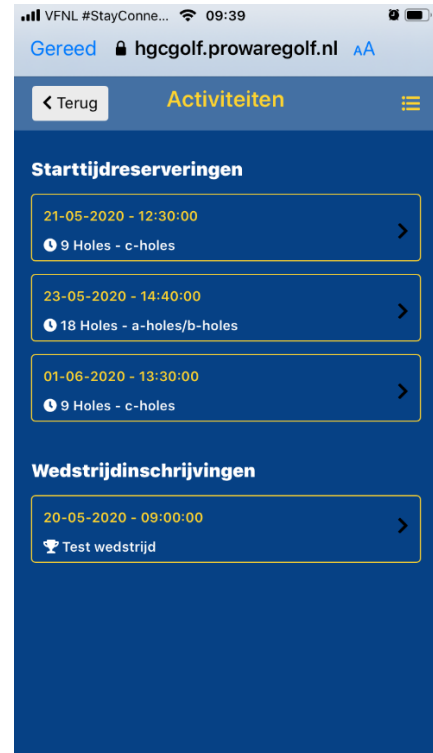 VFNL #StayConne... 09:39
Gereed hgcgolf.prowaregolf.nl AA
Terug Activiteiten
Starttijdreserveringen
21-05-2020 - 12:30:00
9 Holes - c-holes
23-05-2020 - 14:40:00
18 Holes - a-holes/b-holes
01-06-2020 - 13:30:00
9 Holes - c-holes
Wedstrijdinschrijvingen
20-05-2020 - 09:00:00
Test wedstrijd